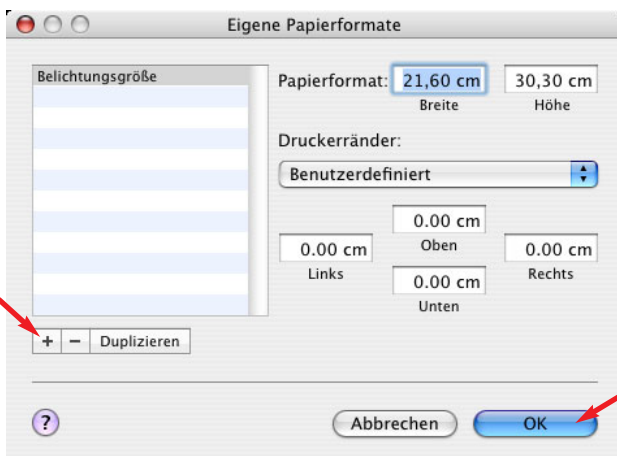 Eigene Papierformate
Belichtungsgröße
Papierformat: 21,60 cm 30,30 cm
Breite Höhe
Druckerränder:
Benutzerdefiniert
0.00 cm
Oben
0.00 cm 0.00 cm
Links Rechts
0.00 cm
Unten
+ - Duplizieren
? Abbrechen OK